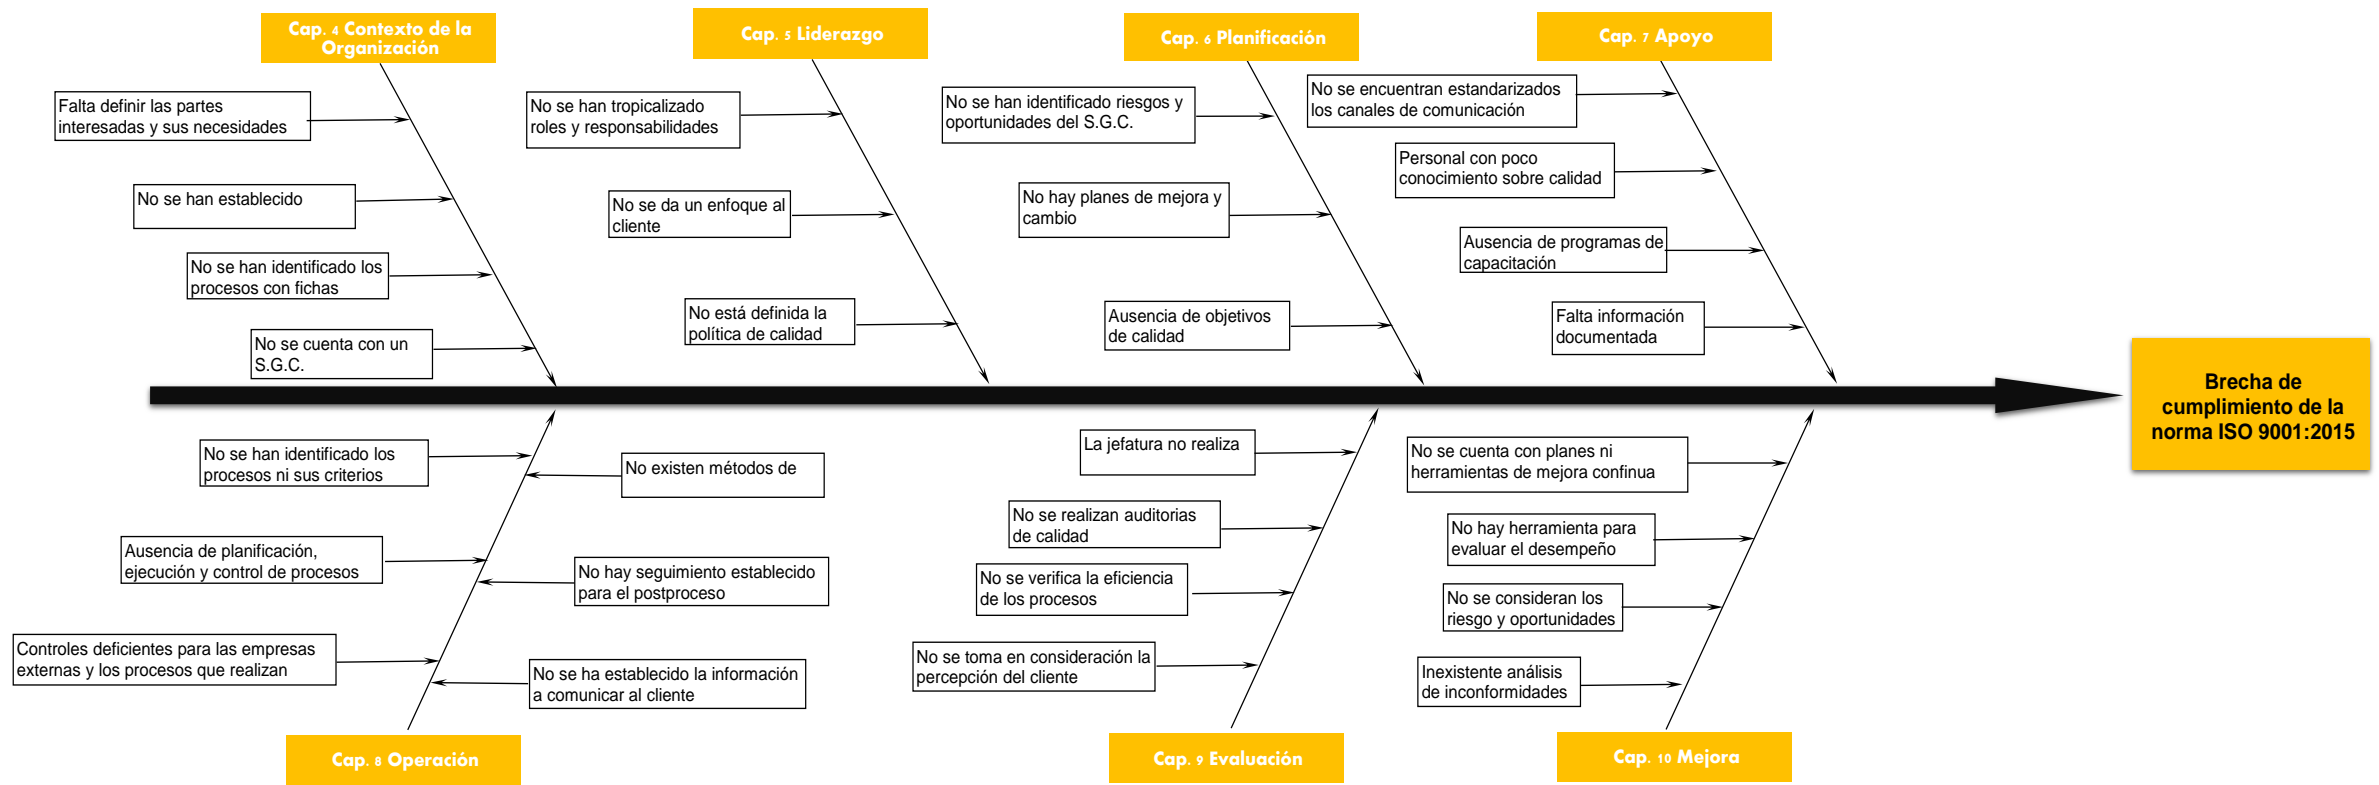 Cap. 4 Contexto de la
Organización
Falta definir las partes
interesadas y sus necesidades
No se han establecido
No se han identificado los
procesos con fichas
No se cuenta con un
S.G.C.
Cap. 5 Liderazgo
No se han tropicalizado
roles y responsabilidades
No se da un enfoque al
cliente
No está definida la
política de calidad
Cap. 6 Planificación
No se han identificado riesgos y
oportunidades del S.G.C.
No hay planes de mejora y
cambio
Ausencia de objetivos
de calidad
Cap. 7 Apoyo
No se encuentran estandarizados
los canales de comunicación
Personal con poco
conocimiento sobre calidad
Ausencia de programas de
capacitación
Falta información
documentada
Brecha de
cumplimiento de la
norma ISO 9001:2015
No se han identificado los
procesos ni sus criterios
No existen métodos de
Ausencia de planificación,
ejecución y control de procesos
No hay seguimiento establecido
para el postproceso
Controles deficientes para las empresas
externas y los procesos que realizan
No se ha establecido la información
a comunicar al cliente
Cap. 8 Operación
La jefatura no realiza
No se realizan auditorias
de calidad
No se verifica la eficiencia
de los procesos
No se toma en consideración la
percepción del cliente
Cap. 9 Evaluación
No se cuenta con planes ni
herramientas de mejora confinua
No hay herramienta para
evaluar el desempeño
No se consideran los
riesgo y oportunidades
Inexistente análisis
de inconformidades
Cap. 10 Mejora